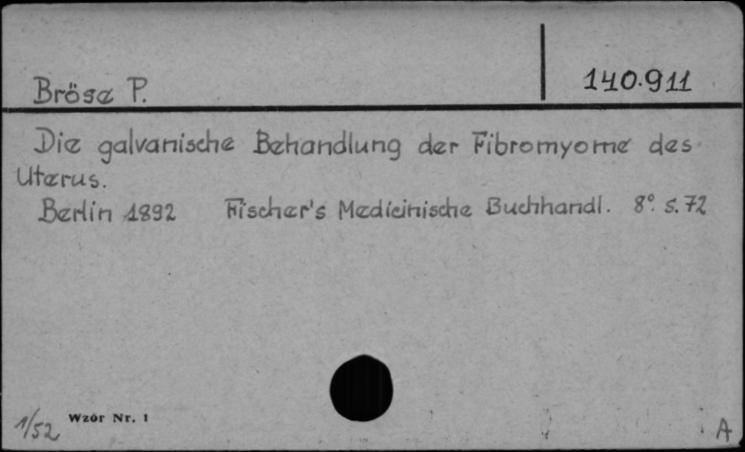 Bröse P.
140.911
Die galvanische Behandlung der Fibromyome des
Uterus.
Berlin 1892 Fischer's Medicinische Buchhandl. 8° s. 72
1/52 Wzór Nr. 1
A